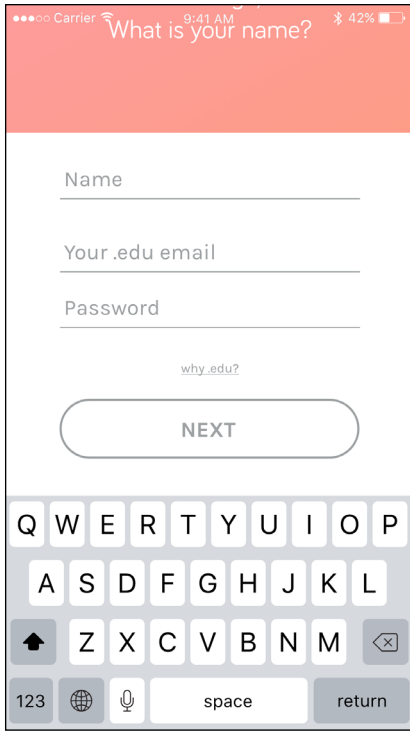 Carrier 9:41 AM 42%
What is your name?
Name
Your .edu email
Password
why .edu?
NEXT
Q W E R T Y U I O P
A S D F G H J K L
Z X C V B N M
123 space return